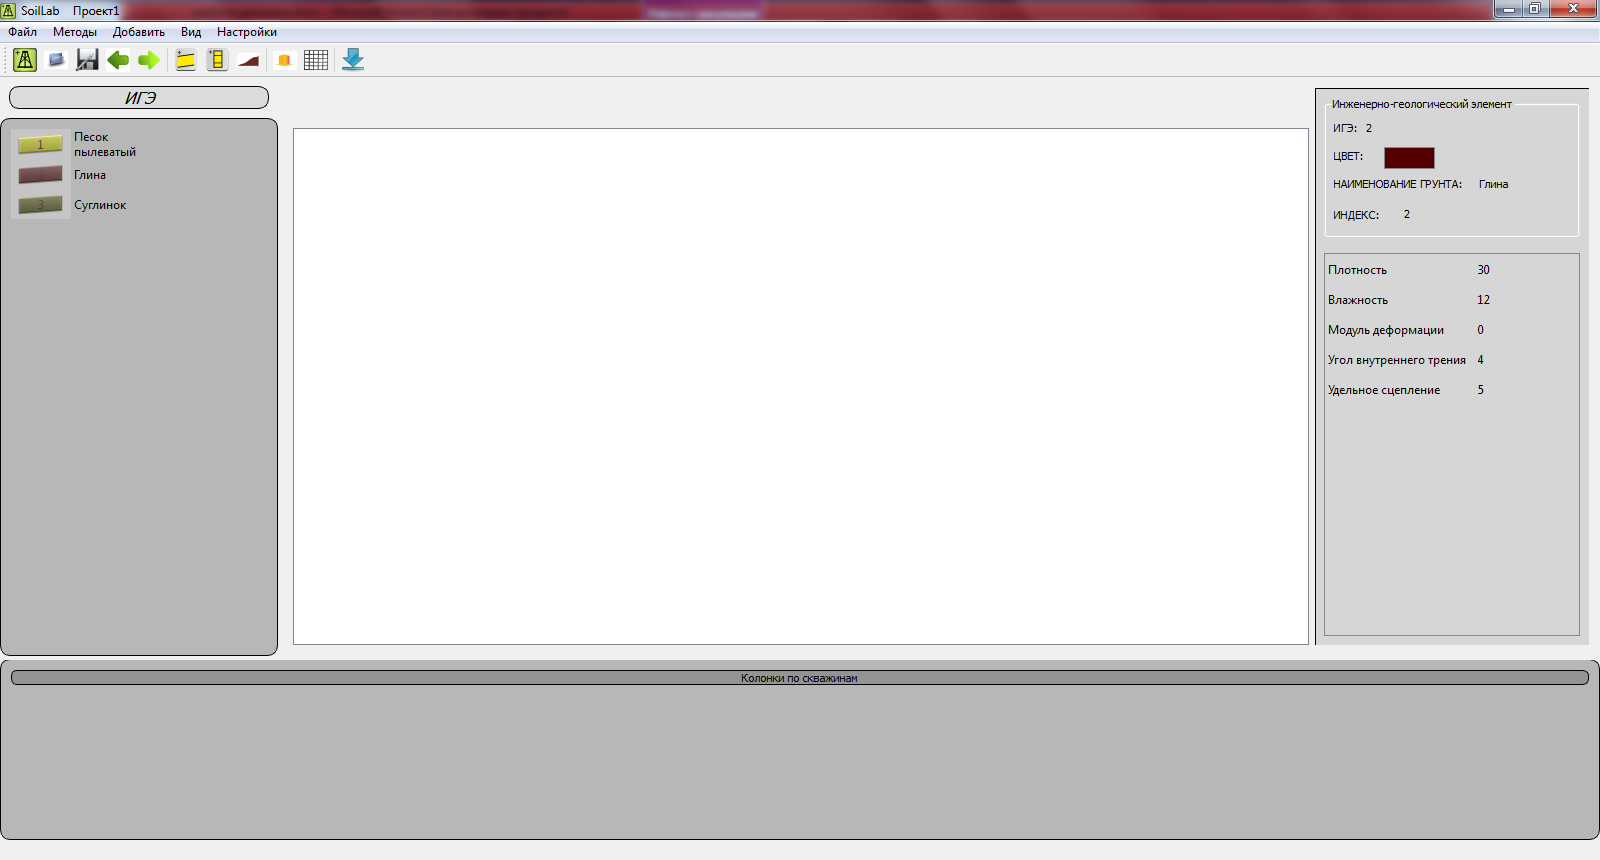 SoilLab Проект1
Файл Методы Добавить Вид Настройки
ИГЭ
1 Песок
пылеватый
2 Глина
3 Суглинок
Инженерно-геологический элемент
ИГЭ: 2
ЦВЕТ:
НАИМЕНОВАНИЕ ГРУНТА: Глина
ИНДЕКС: 2
Плотность 30
Влажность 12
Модуль деформации 0
Угол внутреннего трения 4
Удельное сцепление 5
Колонки по скважинам